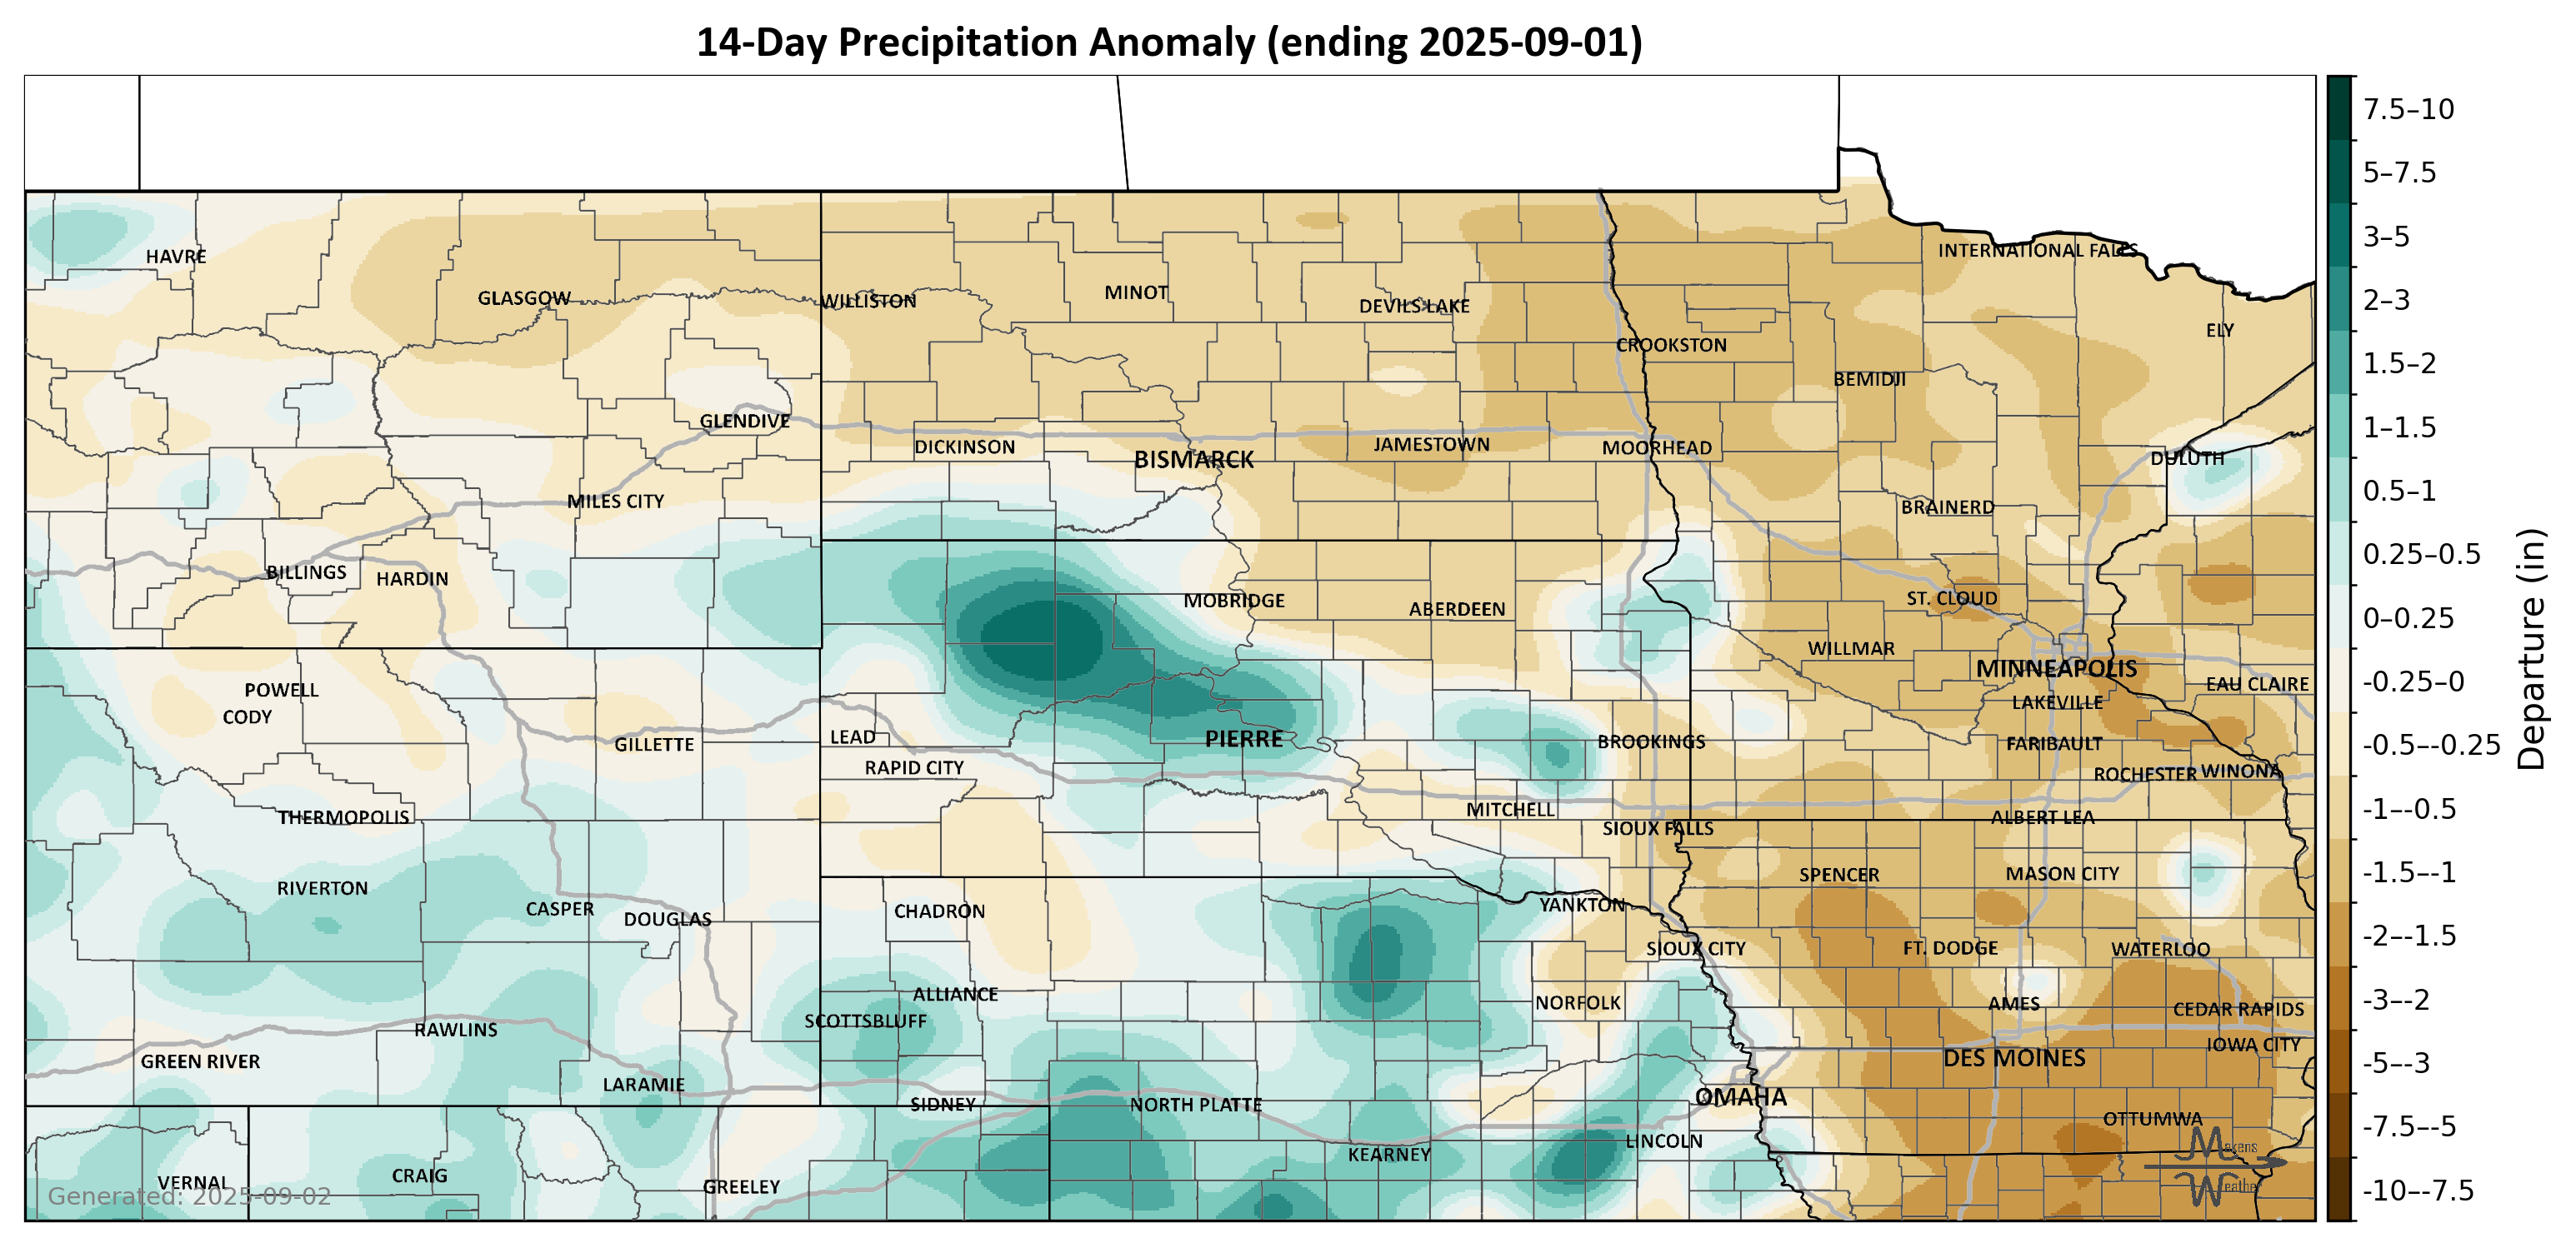 14-Day Precipitation Anomaly (ending 2025-09-01)
HAVRE
INTERNATIONAL FALLS
GLASGOW
WILLISTON
MINOT
DEVILS LAKE
ELY
CROOKSTON
BEMIDJI
GLENDIVE
DICKINSON
BISMARCK
JAMESTOWN
MOORHEAD
DULUTH
MILES CITY
BRAINERD
BILLINGS
HARDIN
MOBRIDGE
ABERDEEN
ST. CLOUD
WILLMAR
MINNEAPOLIS
POWELL
EAU CLAIRE
CODY
LAKEVILLE
GILLETTE
LEAD
PIERRE
BROOKINGS
FARIBAULT
RAPID CITY
ROCHESTER
WINONA
THERMOPOLIS
MITCHELL
ALBERT LEA
SIOUX FALLS
RIVERTON
SPENCER
MASON CITY
CASPER
DOUGLAS
CHADRON
YANKTON
SIOUX CITY
FT. DODGE
WATERLOO
ALLIANCE
NORFOLK
AMES
CEDAR RAPIDS
SCOTTSBLUFF
RAWLINS
GREEN RIVER
DES MOINES
IOWA CITY
LARAMIE
SIDNEY
NORTH PLATTE
OMAHA
OTTUMWA
LINCOLN
KEARNEY
VERNAL
CRAIG
GREELEY
Generated: 2025-09-02
Makens
Weather
7.5–10
5–7.5
3–5
2–3
1.5–2
1–1.5
0.5–1
0.25–0.5
0–0.25
-0.25–0
-0.5–-0.25
-1–-0.5
-1.5–-1
-2–-1.5
-3–-2
-5–-3
-7.5–-5
-10–-7.5
Departure (in)